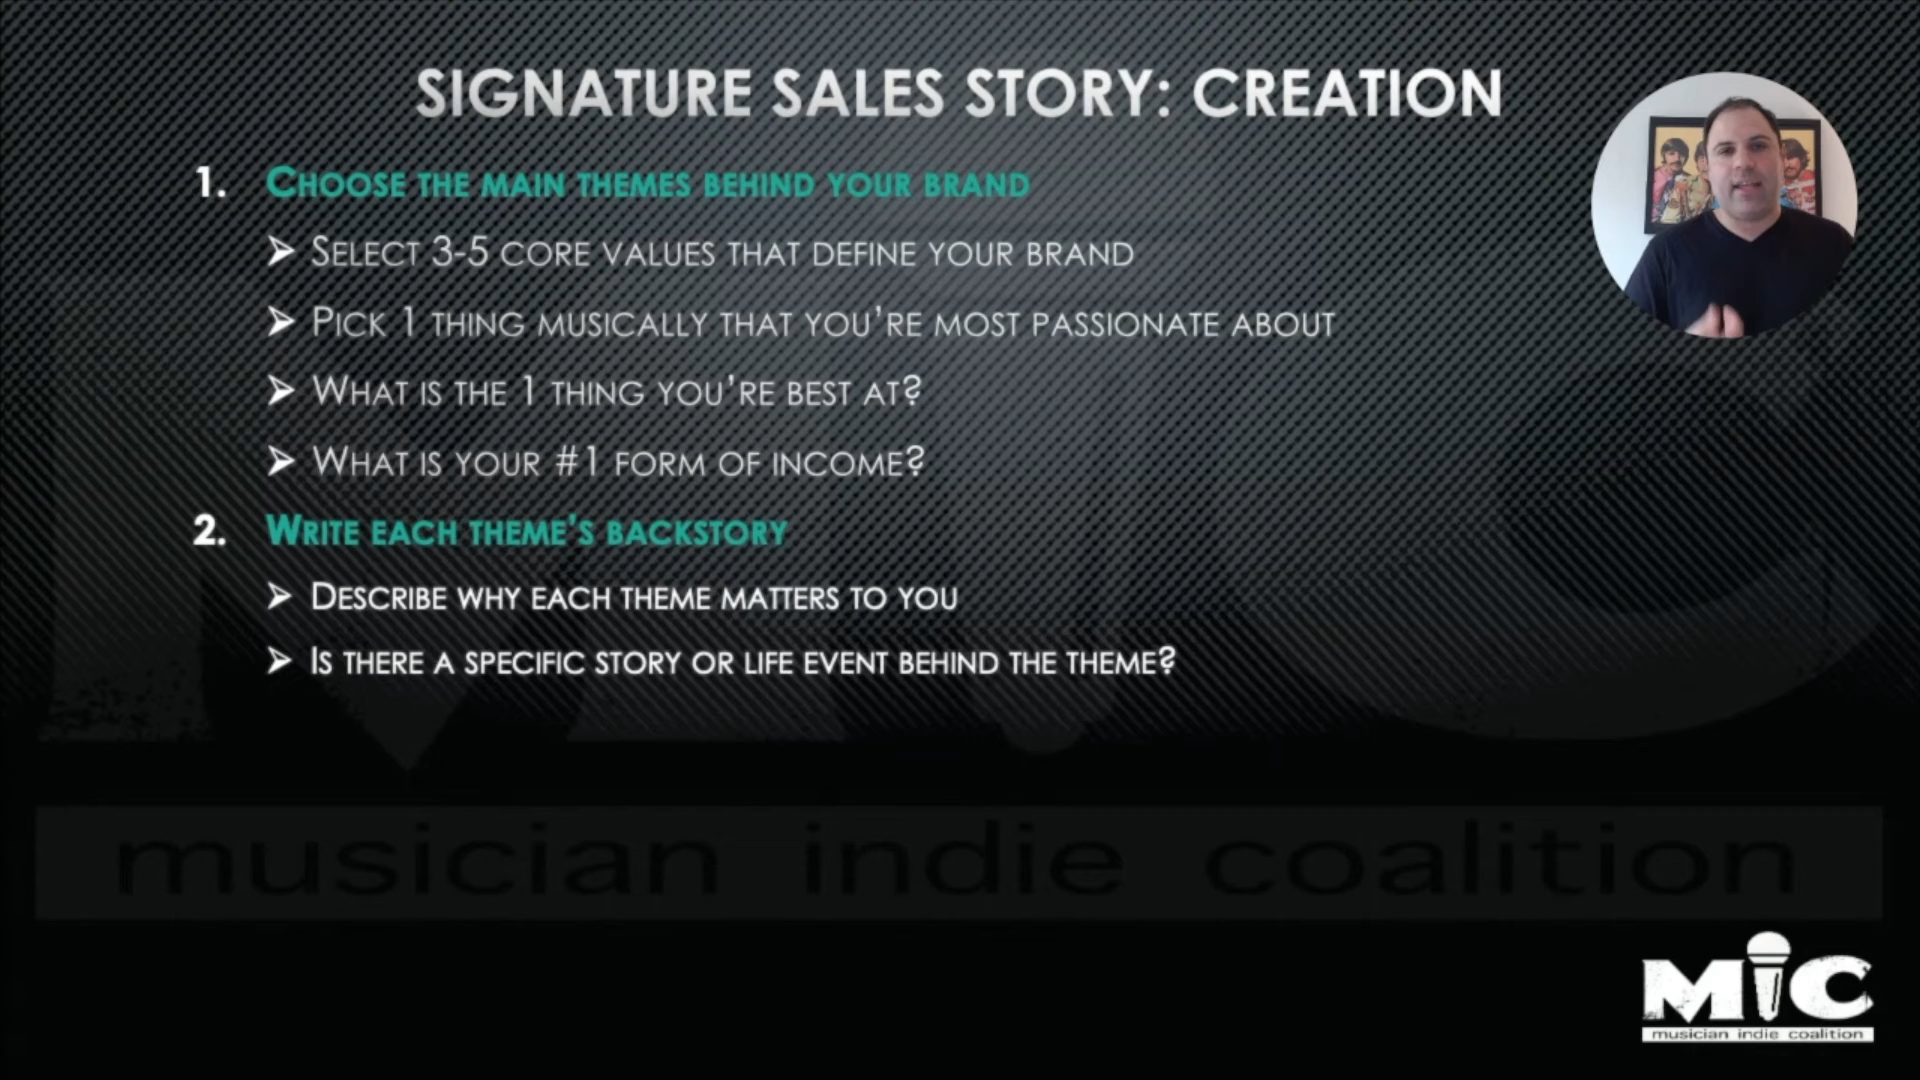 SIGNATURE SALES STORY: CREATION
1. CHOOSE THE MAIN THEMES BEHIND YOUR BRAND
➤ SELECT 3-5 CORE VALUES THAT DEFINE YOUR BRAND
➤ PICK 1 THING MUSICALLY THAT YOU'RE MOST PASSIONATE ABOUT
➤ WHAT IS THE 1 THING YOU'RE BEST AT?
➤ WHAT IS YOUR #1 FORM OF INCOME?
2. WRITE EACH THEME'S BACKSTORY
➤ DESCRIBE WHY EACH THEME MATTERS TO YOU
➤ IS THERE A SPECIFIC STORY OR LIFE EVENT BEHIND THE THEME?
musician indie coalition
MiC
musician indie coalition